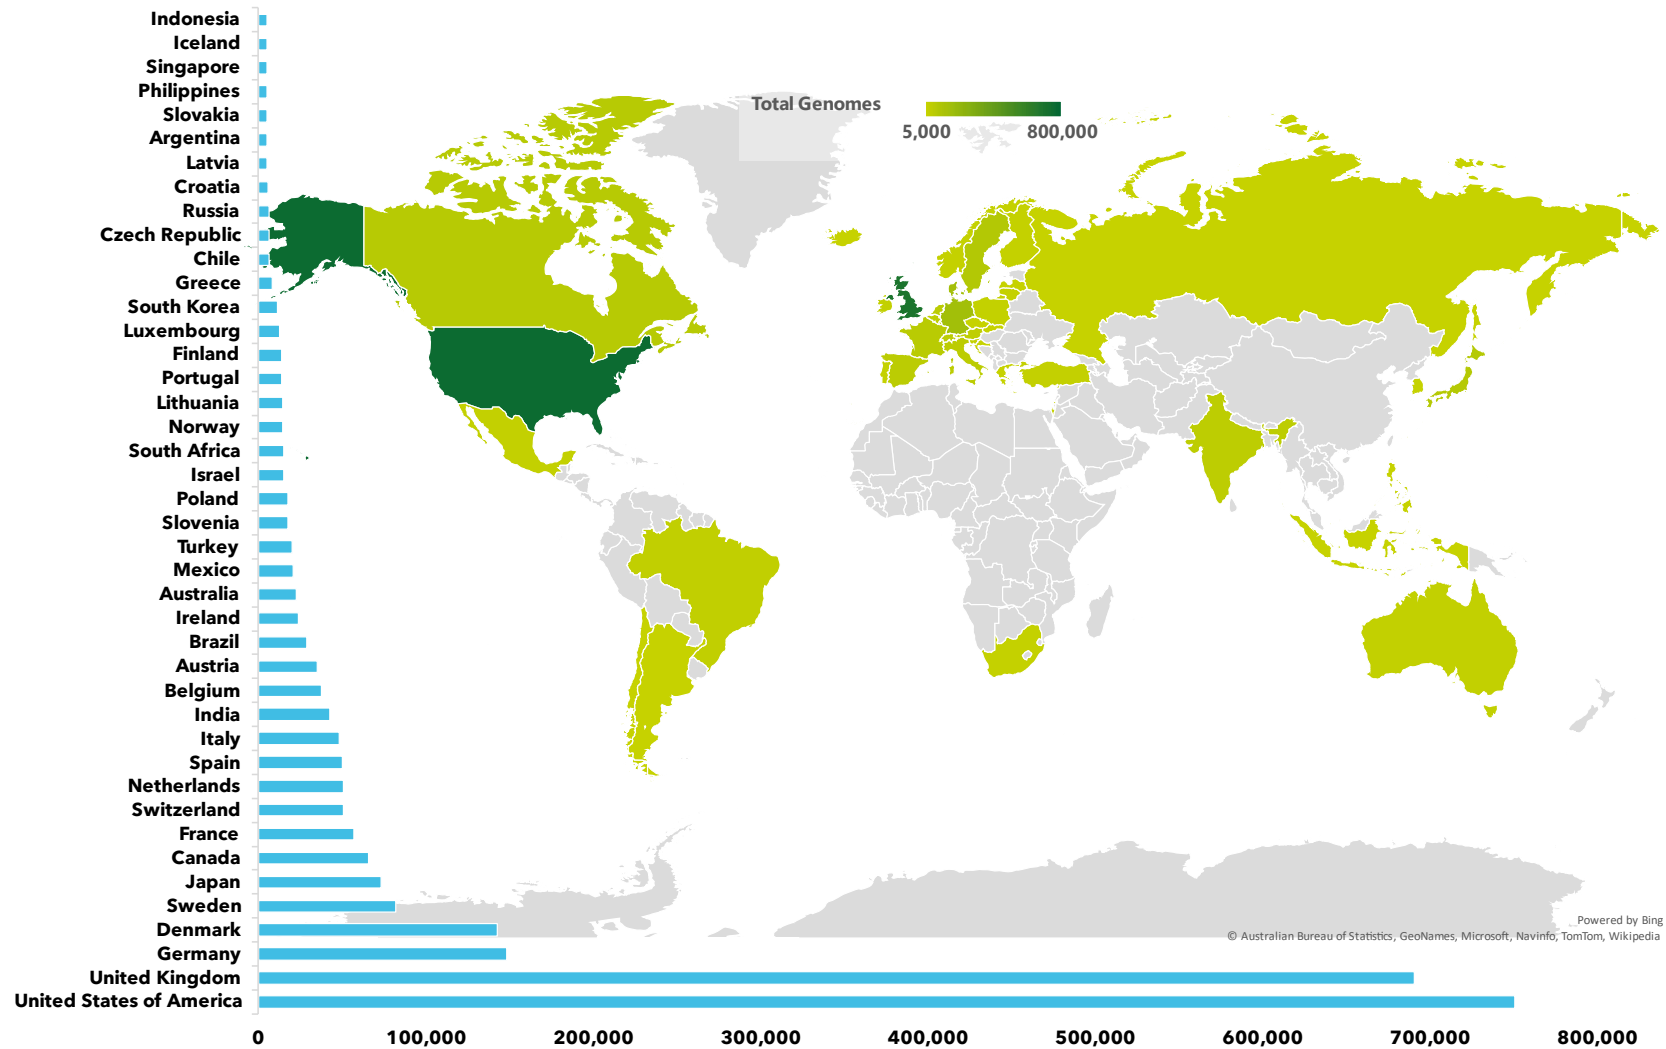 Indonesia
Iceland
Singapore
Philippines
Slovakia
Argentina
Latvia
Croatia
Russia
Czech Republic
Chile
Greece
South Korea
Luxembourg
Finland
Portugal
Lithuania
Norway
South Africa
Israel
Poland
Slovenia
Turkey
Mexico
Australia
Ireland
Brazil
Austria
Belgium
India
Italy
Spain
Netherlands
Switzerland
France
Canada
Japan
Sweden
Denmark
Germany
United Kingdom
United States of America
0 100,000 200,000 300,000 400,000 500,000 600,000 700,000 800,000
Total Genomes
5,000 800,000
Powered by Bing
© Australian Bureau of Statistics, GeoNames, Microsoft, Navinfo, TomTom, Wikipedia